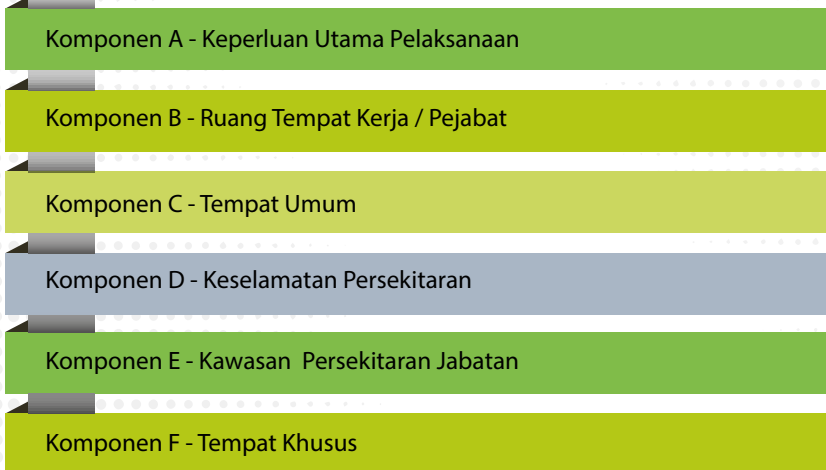 Komponen A - Keperluan Utama Pelaksanaan
Komponen B - Ruang Tempat Kerja / Pejabat
Komponen C - Tempat Umum
Komponen D - Keselamatan Persekitaran
Komponen E - Kawasan  Persekitaran Jabatan
Komponen F - Tempat Khusus